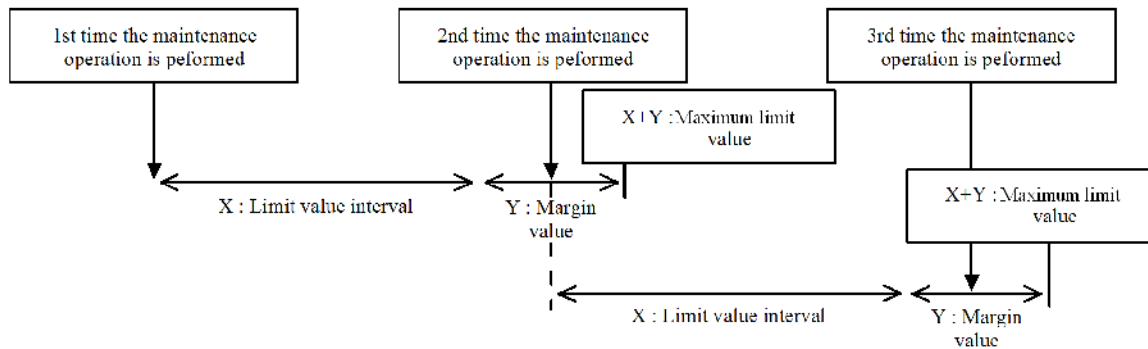 1st time the maintenance
operation is peformed
2nd time the maintenance
operation is peformed
3rd time the maintenance
operation is peformed
X+Y : Maximum limit
value
X : Limit value interval
Y : Margin
value
X+Y : Maximum limit
value
X : Limit value interval
Y : Margin
value